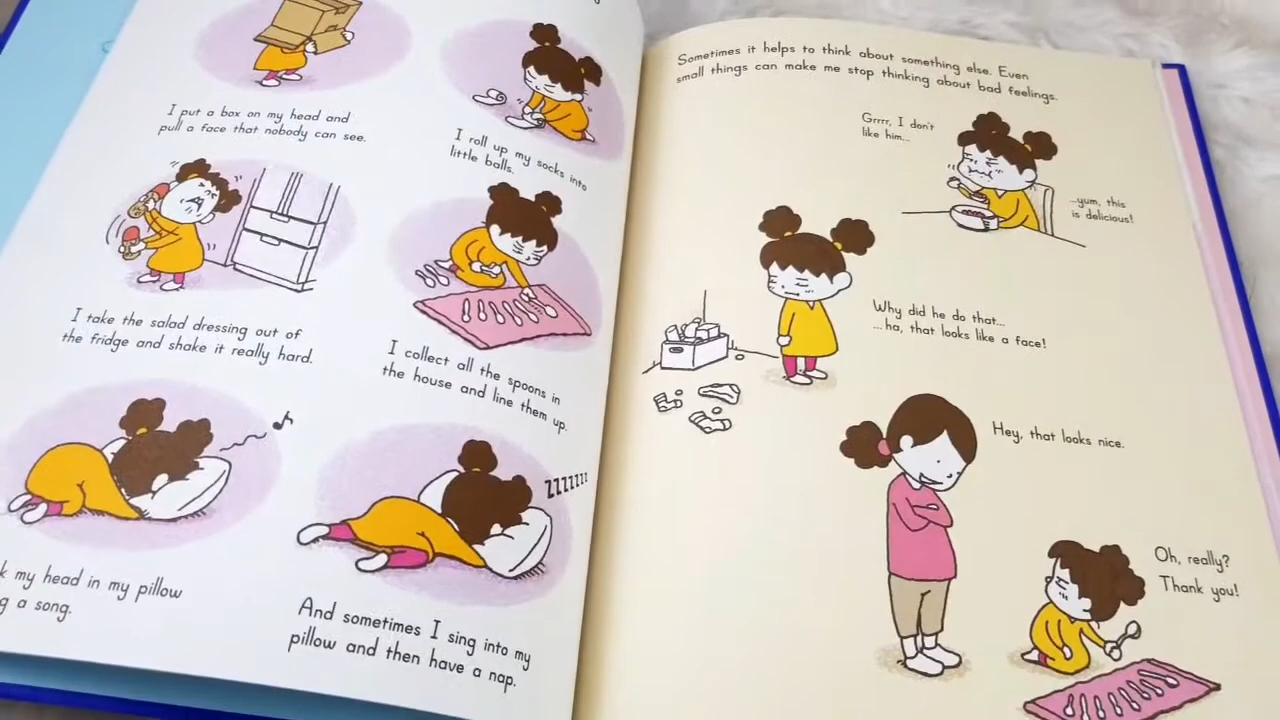 I put a box on my head and
pull a face that nobody can see.
I roll up my socks into
little balls.
I take the salad dressing out of
the fridge and shake it really hard.
I collect all the spoons in
the house and line them up.
my head in my pillow
a song.
ZZZZZZZ
And sometimes I sing into my
pillow and then have a nap.
Sometimes it helps to think about something else. Even
small things can make me stop thinking about bad feelings.
Grrrr, I don't
like him...
...yum, this
is delicious!
Why did he do that...
...ha, that looks like a face!
Hey, that looks nice.
Oh, really?
Thank you!